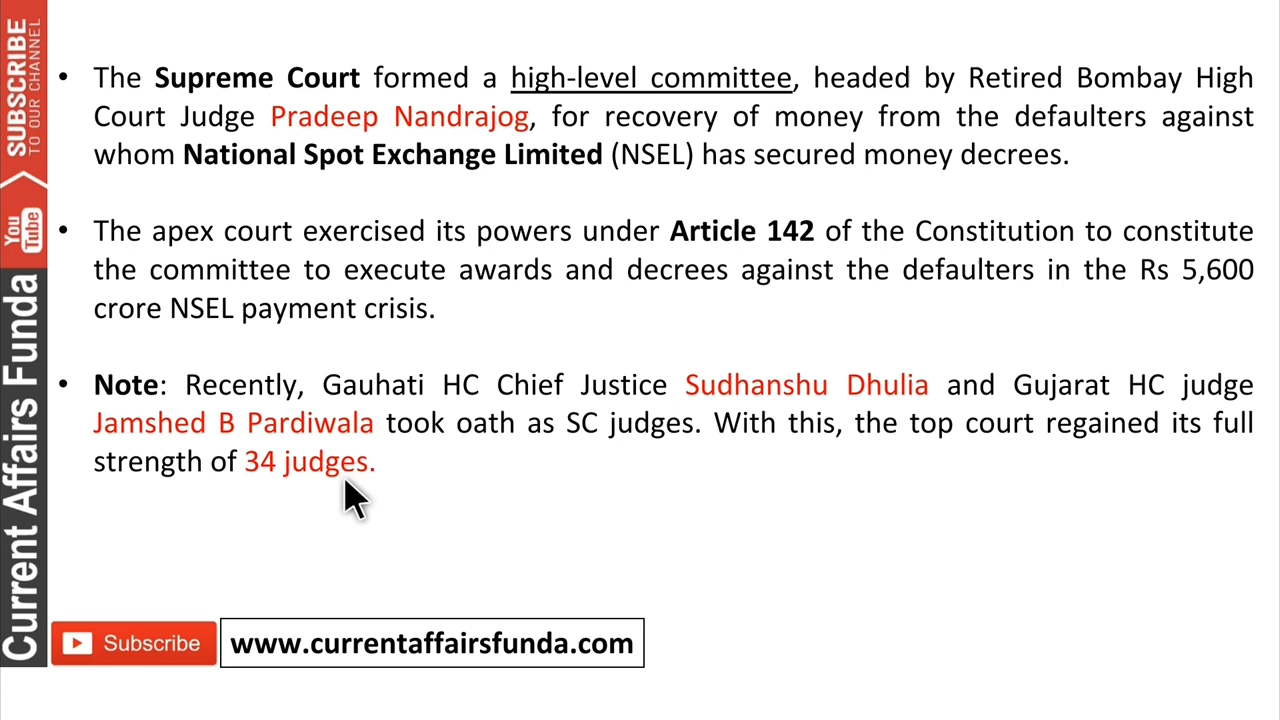 SUBSCRIBE
TO OUR CHANNEL
You
Tube
Current Affairs Funda
• The Supreme Court formed a high-level committee, headed by Retired Bombay High
Court Judge Pradeep Nandrajog, for recovery of money from the defaulters against
whom National Spot Exchange Limited (NSEL) has secured money decrees.
• The apex court exercised its powers under Article 142 of the Constitution to constitute
the committee to execute awards and decrees against the defaulters in the Rs 5,600
crore NSEL payment crisis.
• Note: Recently, Gauhati HC Chief Justice Sudhanshu Dhulia and Gujarat HC judge
Jamshed B Pardiwala took oath as SC judges. With this, the top court regained its full
strength of 34 judges.
Subscribe
www.currentaffairsfunda.com